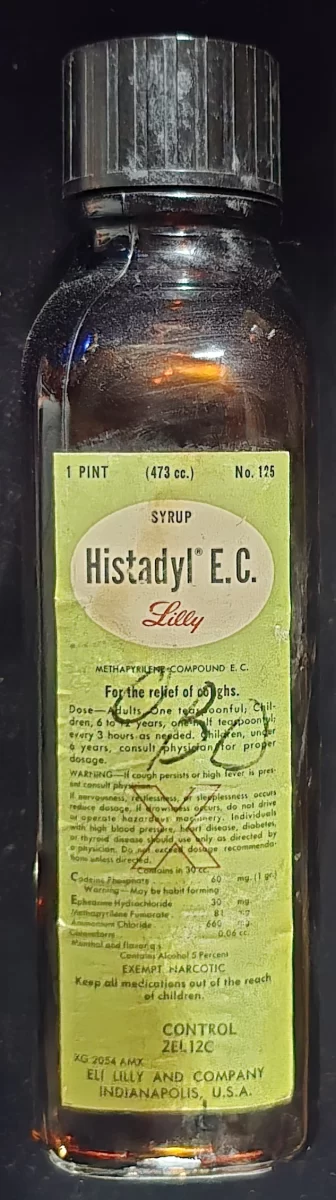 1 PINT (473 cc.) No. 125
SYRUP
Histadyl® E.C.
Lilly
METHAPYRILENE COMPOUND E. C.
For the relief of coughs.
Dose—Adults, One teaspoonful; Chil-
dren, 6 to 12 years, one-half teaspoonful;
every 3 hours as needed. Children, under
6 years, consult physician for proper
dosage.
WARNING—If cough persists or high fever is pres-
ent consult physician.
If nervousness, restlessness, or sleeplessness occurs
reduce dosage. If drowsiness occurs, do not drive
or operate hazardous machinery. Individuals
with high blood pressure, heart disease, diabetes,
or thyroid disease should use only as directed by
a physician. Do not exceed dosage recommenda-
tions unless directed.
X
Contains in 30 cc.
Codeine Phosphate 60 mg. (1 gr.)
Warning—May be habit forming
Ephedrine Hydrochloride 30 mg.
Methapyrilene Fumarate 81 mg.
Ammonium Chloride 660 mg.
Chloroform 0.06 cc.
Menthol and flavorings
Contains Alcohol 5 Percent
EXEMPT NARCOTIC
Keep all medications out of the reach
of children.
CONTROL
2EL12C
XG 2054 AMX
ELI LILLY AND COMPANY
INDIANAPOLIS, U.S.A.